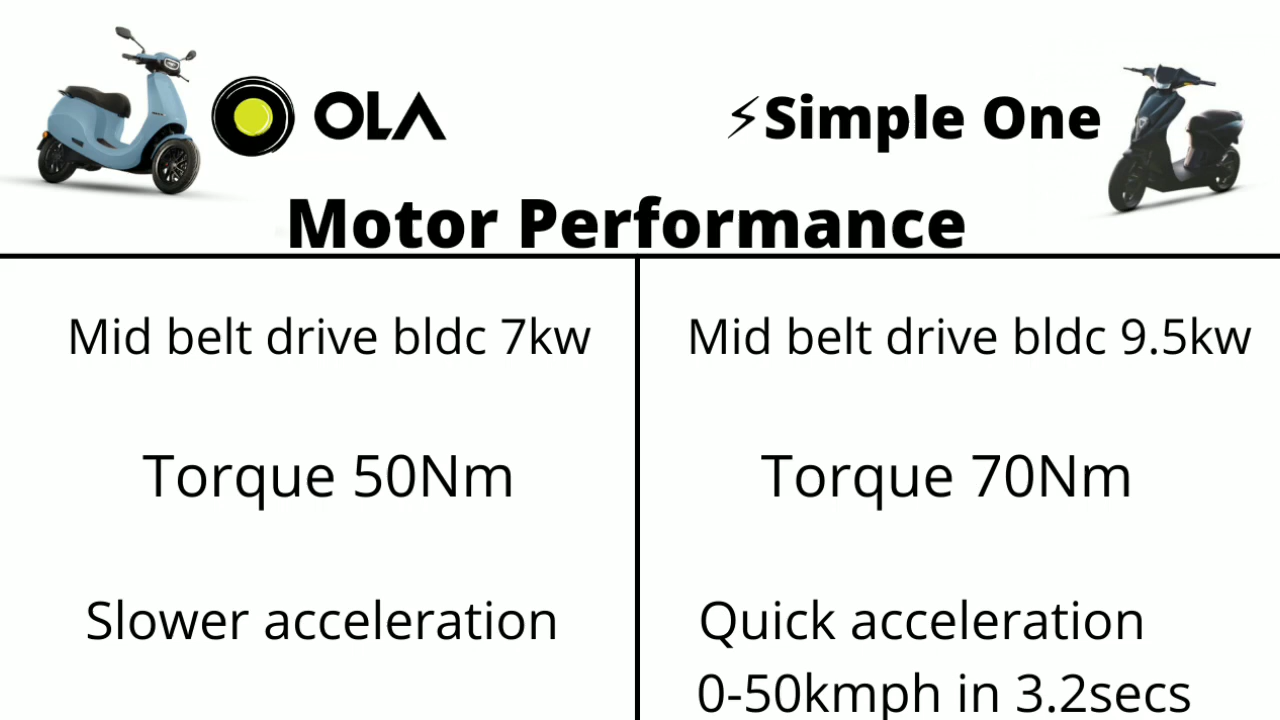 OLA
⚡Simple One
Motor Performance
Mid belt drive bldc 7kw
Torque 50Nm
Slower acceleration
Mid belt drive bldc 9.5kw
Torque 70Nm
Quick acceleration
0-50kmph in 3.2secs